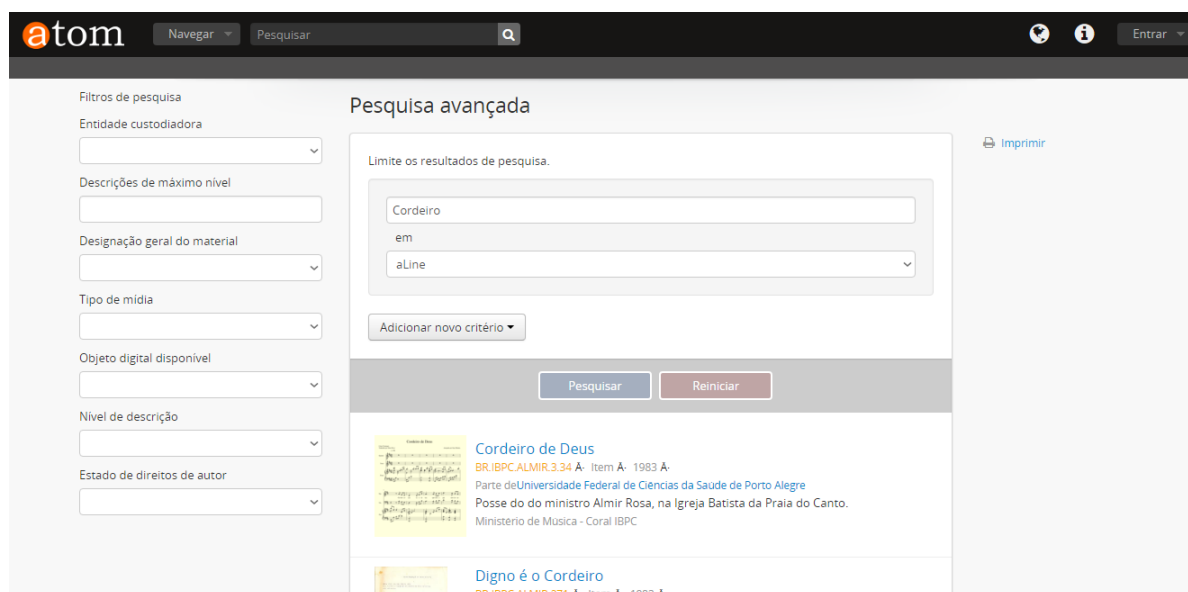 atom
Navegar
Pesquisar
Entrar
Filtros de pesquisa
Entidade custodiadora
Descrições de máximo nível
Designação geral do material
Tipo de mídia
Objeto digital disponível
Nível de descrição
Estado de direitos de autor
Pesquisa avançada
Limite os resultados de pesquisa.
Cordeiro
em
aLine
Adicionar novo critério
Pesquisar
Reiniciar
Cordeiro de Deus
BR.IBPC.ALMIR.3.34 Â· Item Â· 1983 Â·
Parte deUniversidade Federal de Ciências da Saúde de Porto Alegre
Posse do do ministro Almir Rosa, na Igreja Batista da Praia do Canto.
Ministério de Música - Coral IBPC
Digno é o Cordeiro
Imprimir